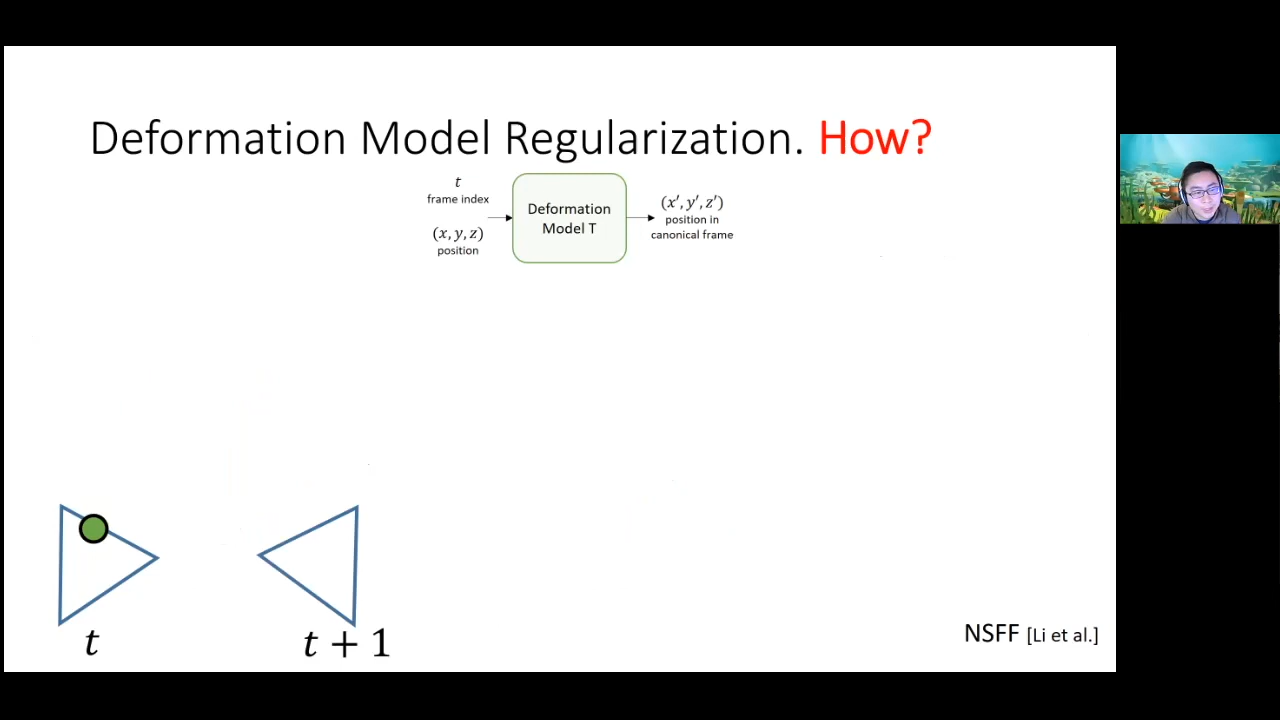 Deformation Model Regularization. How?
t
frame index
(x, y, z)
position
Deformation
Model T
(x′, y′, z′)
position in
canonical frame
t
t + 1
NSFF [Li et al.]